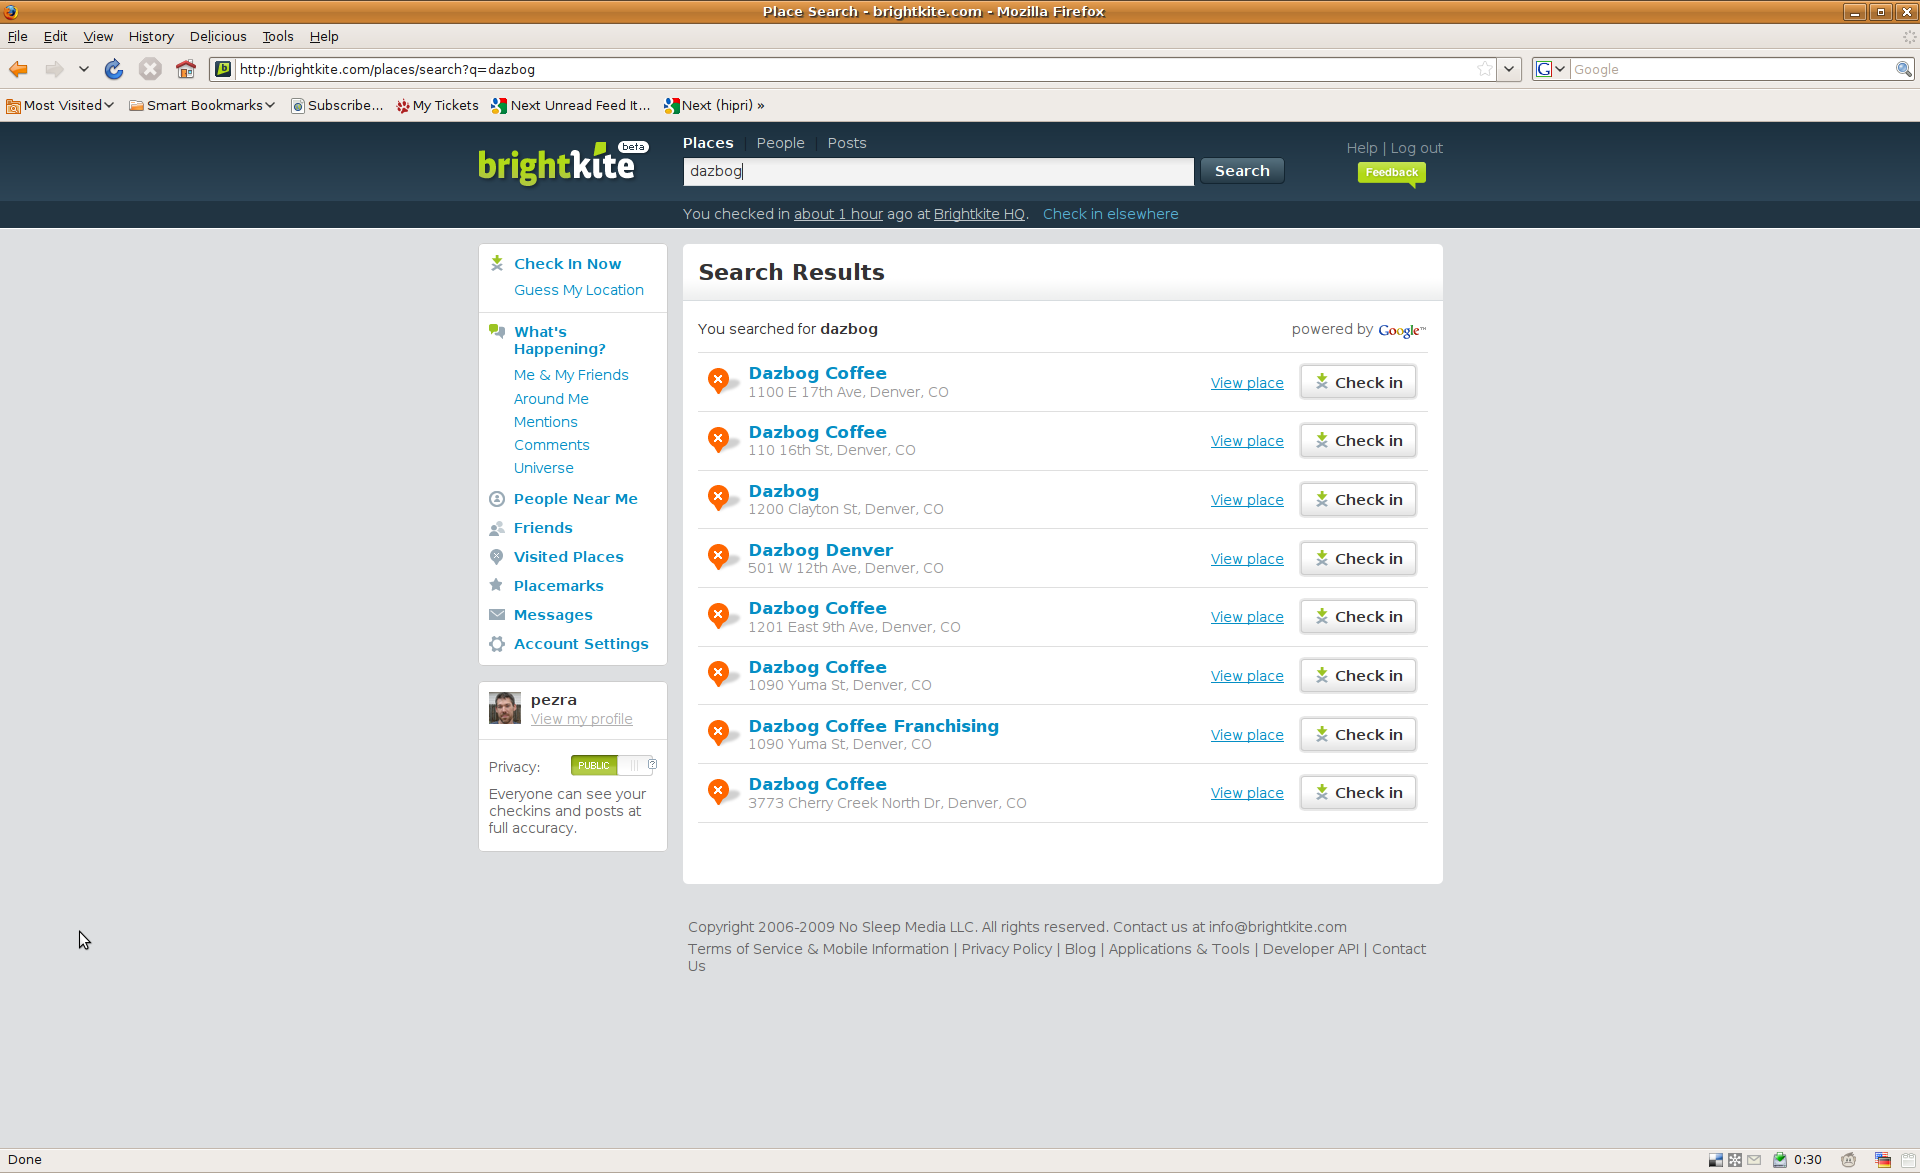 Place Search - brightkite.com - Mozilla Firefox
File Edit View History Delicious Tools Help
http://brightkite.com/places/search?q=dazbog
Google
Most Visited Smart Bookmarks Subscribe... My Tickets Next Unread Feed It... Next (hipri) »
brightkite beta
Places People Posts
Help | Log out
dazbog Search
Feedback
You checked in about 1 hour ago at Brightkite HQ. Check in elsewhere
Check In Now
Guess My Location
What's
Happening?
Me & My Friends
Around Me
Mentions
Comments
Universe
People Near Me
Friends
Visited Places
Placemarks
Messages
Account Settings
pezra
View my profile
Privacy: PUBLIC ?
Everyone can see your
checkins and posts at
full accuracy.
Search Results
You searched for dazbog
powered by Google™
Dazbog Coffee
1100 E 17th Ave, Denver, CO
View place Check in
Dazbog Coffee
110 16th St, Denver, CO
View place Check in
Dazbog
1200 Clayton St, Denver, CO
View place Check in
Dazbog Denver
501 W 12th Ave, Denver, CO
View place Check in
Dazbog Coffee
1201 East 9th Ave, Denver, CO
View place Check in
Dazbog Coffee
1090 Yuma St, Denver, CO
View place Check in
Dazbog Coffee Franchising
1090 Yuma St, Denver, CO
View place Check in
Dazbog Coffee
3773 Cherry Creek North Dr, Denver, CO
View place Check in
Copyright 2006-2009 No Sleep Media LLC. All rights reserved. Contact us at info@brightkite.com
Terms of Service & Mobile Information | Privacy Policy | Blog | Applications & Tools | Developer API | Contact
Us
Done
0:30